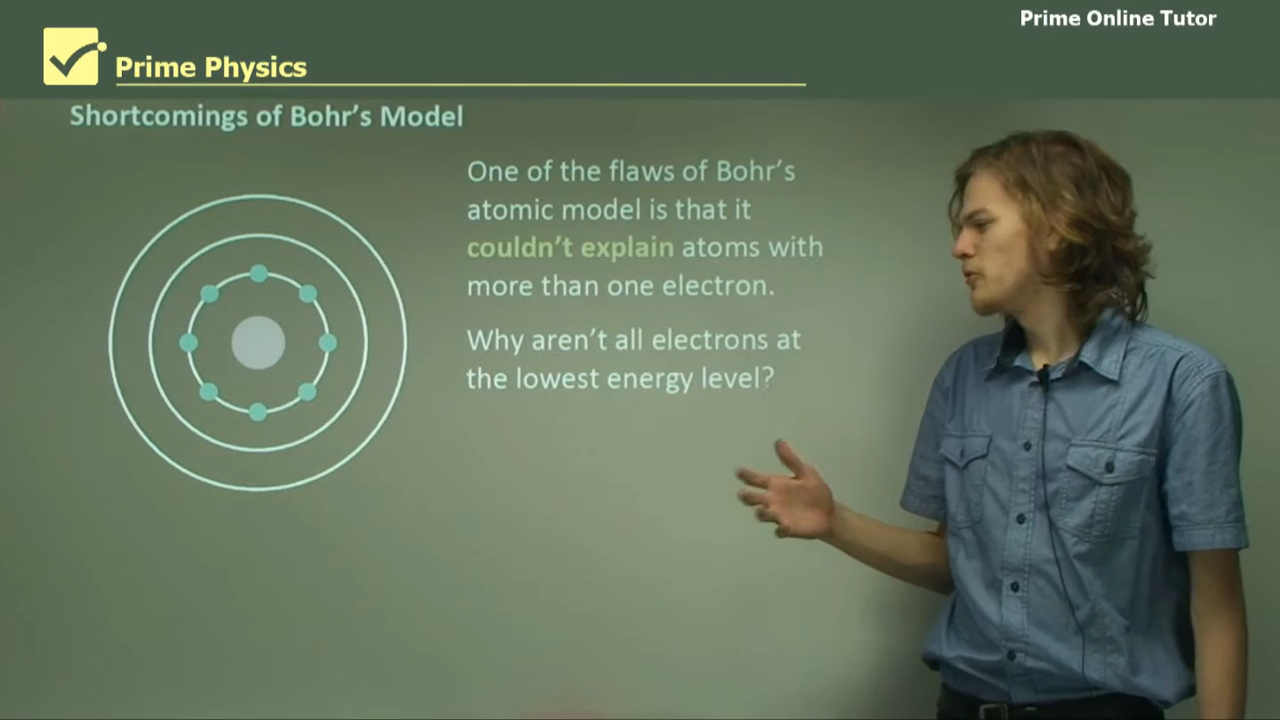 Prime Online Tutor
Prime Physics
Shortcomings of Bohr's Model
One of the flaws of Bohr's
atomic model is that it
couldn't explain atoms with
more than one electron.
Why aren't all electrons at
the lowest energy level?